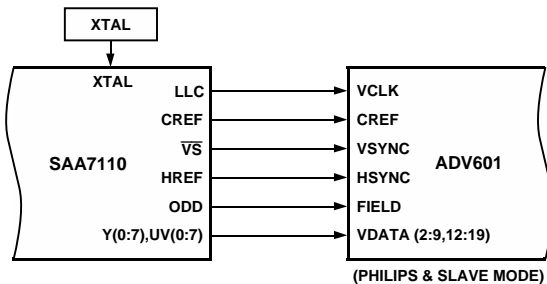 XTAL
XTAL
LLC
VCLK
CREF
CREF
VS
VSYNC
SAA7110
ADV601
HREF
HSYNC
ODD
FIELD
Y(0:7),UV(0:7)
VDATA (2:9,12:19)
(PHILIPS & SLAVE MODE)